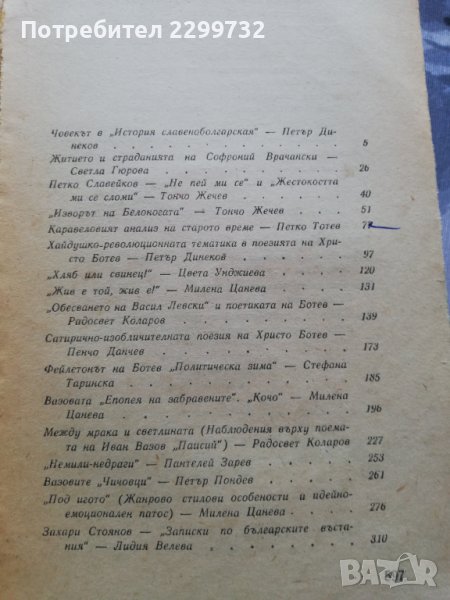 Потребител 2299732
Човекът в „История славеноболгарская“ — Петър Ди-
неков . . . . . . . . . . . . 5
Житието и страданията на Софроний Врачански —
Светла Гюрова . . . . . . . . . . 26
Петко Славейков — „Не пей ми се“ и „Жестокостта
ми се сломи“ — Тончо Жечев . . . . . . 40
„Изворът на Белоногата“ — Тончо Жечев . . . 51
Каравеловият анализ на старото време — Петко Тотев 77
Хайдушко-революционната тематика в поезията на Хри-
сто Ботев — Петър Динеков . . . . . . 97
„Хляб или свинец!“ — Цвета Унджиева . . . . 120
„Жив е той, жив е!“ — Милена Цанева . . . . 131
„Обесването на Васил Левски“ и поетиката на Ботев —
Радосвет Коларов . . . . . . . . . 139
Сатирично-изобличителната поезия на Христо Ботев —
Пенчо Данчев . . . . . . . . . . 173
Фейлетонът на Ботев „Политическа зима“ — Стефана
Таринска . . . . . . . . . . . 185
Вазовата „Епопея на забравените“. „Кочо“ — Милена
Цанева . . . . . . . . . . . . 196
Между мрака и светлината (Наблюдения върху поема-
та на Иван Вазов „Паисий“) — Радосвет Коларов 227
„Немили-недраги“ — Пантелей Зарев . . . . 253
Вазовите „Чичовци“ — Петър Пондев . . . . 261
„Под игото“ (Жанрово стилови особености и идейно-
емоционален патос) — Милена Цанева . . . . 276
Захари Стоянов — „Записки по българските въста-
ния“ — Лидия Велева . . . . . . . . 310
bazar